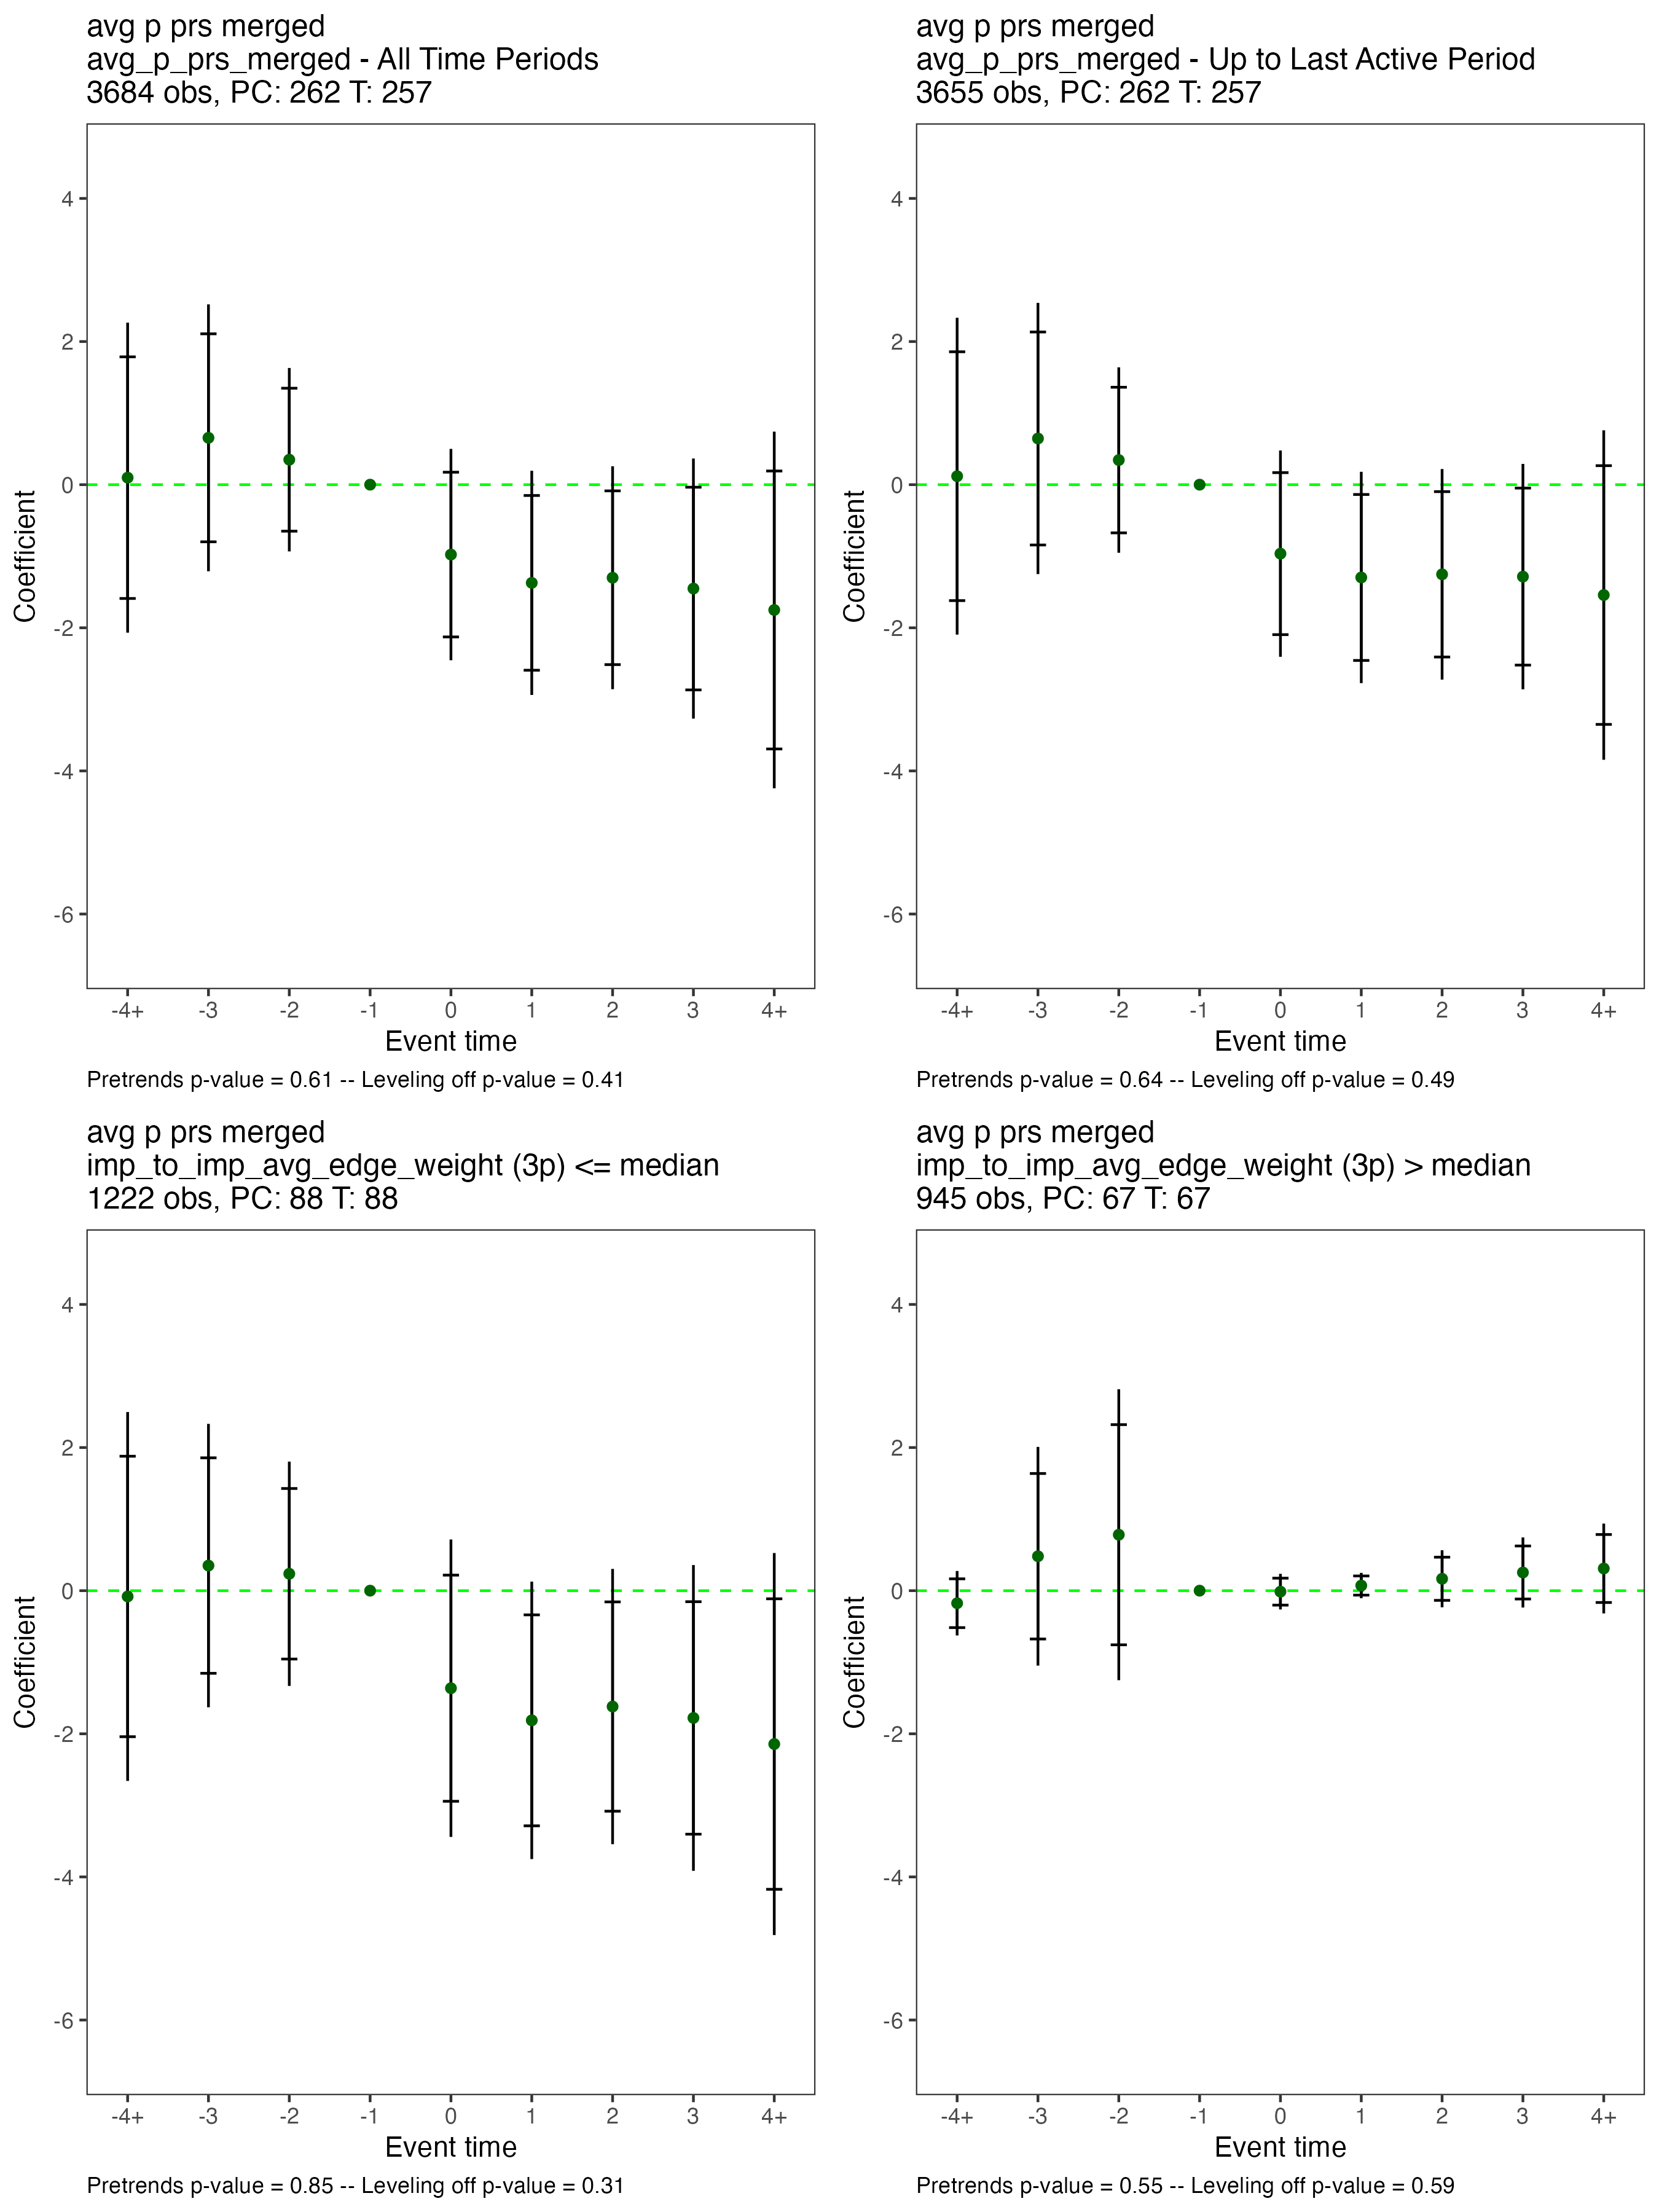 avg p prs merged
avg_p_prs_merged - All Time Periods
3684 obs, PC: 262 T: 257
4
2
0
-2
-4
-6
Coefficient
-4+ -3 -2 -1 0 1 2 3 4+
Event time
Pretrends p-value = 0.61 -- Leveling off p-value = 0.41
avg p prs merged
avg_p_prs_merged - Up to Last Active Period
3655 obs, PC: 262 T: 257
4
2
0
-2
-4
-6
Coefficient
-4+ -3 -2 -1 0 1 2 3 4+
Event time
Pretrends p-value = 0.64 -- Leveling off p-value = 0.49
avg p prs merged
imp_to_imp_avg_edge_weight (3p) <= median
1222 obs, PC: 88 T: 88
4
2
0
-2
-4
-6
Coefficient
-4+ -3 -2 -1 0 1 2 3 4+
Event time
Pretrends p-value = 0.85 -- Leveling off p-value = 0.31
avg p prs merged
imp_to_imp_avg_edge_weight (3p) > median
945 obs, PC: 67 T: 67
4
2
0
-2
-4
-6
Coefficient
-4+ -3 -2 -1 0 1 2 3 4+
Event time
Pretrends p-value = 0.55 -- Leveling off p-value = 0.59